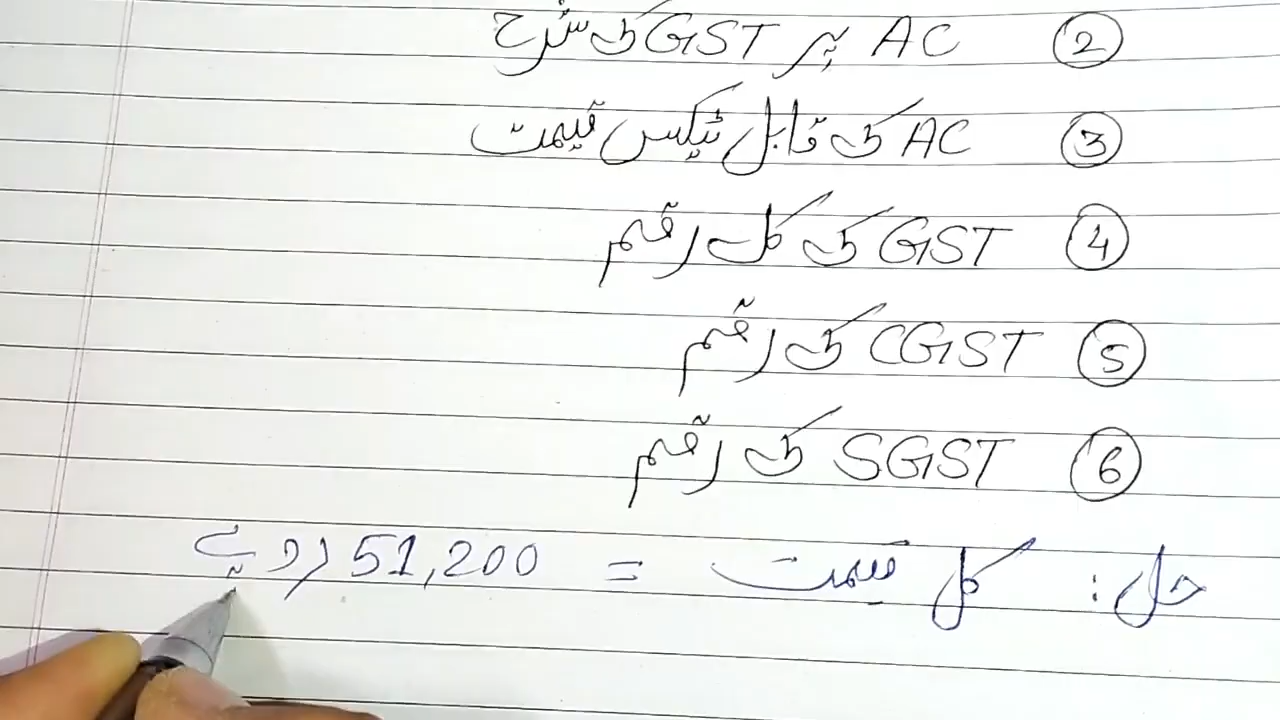 ② AC پر GST کی شرح
③ AC کی قابل ٹیکس قیمت
④ GST کی کل رقم
⑤ CGST کی رقم
⑥ SGST کی رقم
حل : کل قیمت = 51,200 روپے